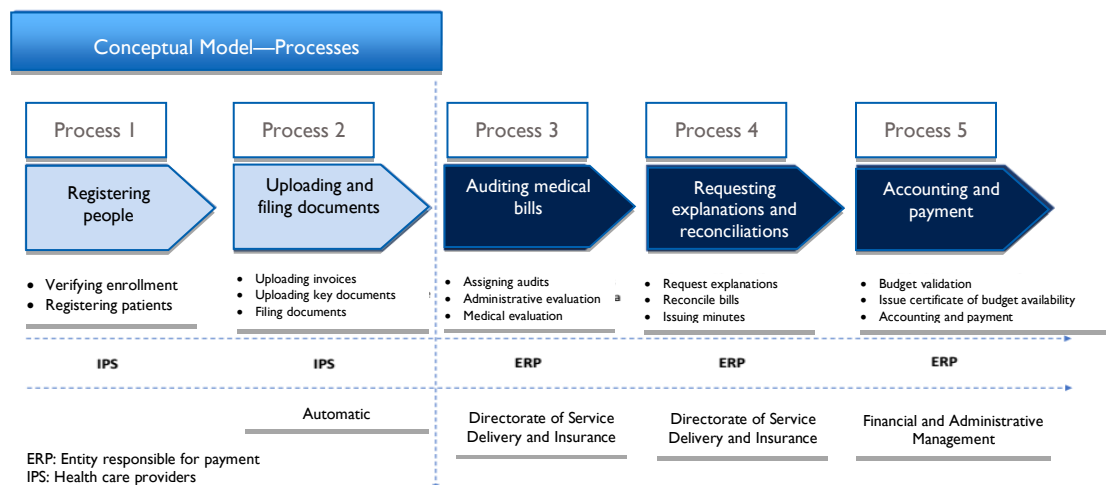 Conceptual Model—Processes
Process 1
Process 2
Process 3
Process 4
Process 5
Registering
people
Uploading and
filing documents
Auditing medical
bills
Requesting
explanations and
reconciliations
Accounting and
payment
• Verifying enrollment
• Registering patients
• Uploading invoices
• Uploading key documents
• Filing documents
• Assigning audits
• Administrative evaluation
• Medical evaluation
• Request explanations
• Reconcile bills
• Issuing minutes
• Budget validation
• Issue certificate of budget availability
• Accounting and payment
IPS
IPS
ERP
ERP
ERP
Automatic
Directorate of Service
Delivery and Insurance
Directorate of Service
Delivery and Insurance
Financial and Administrative
Management
ERP: Entity responsible for payment
IPS: Health care providers